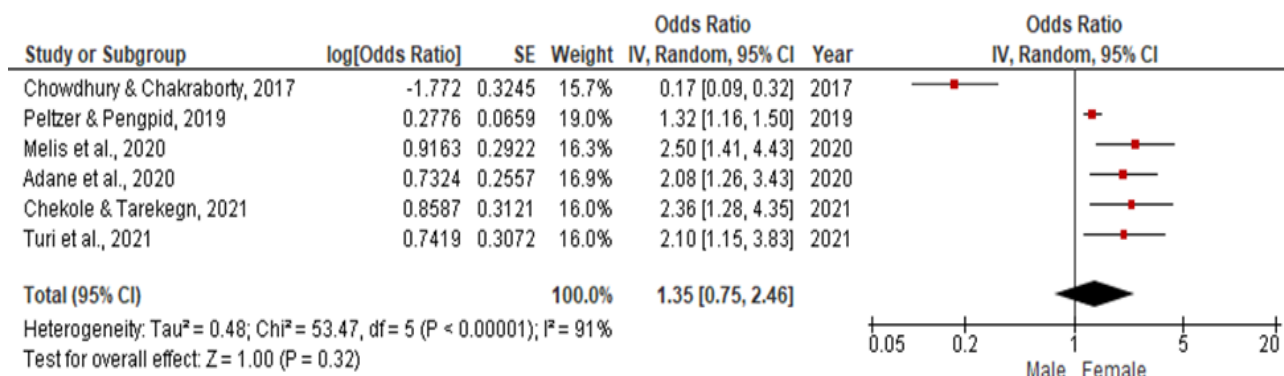 Odds Ratio Odds Ratio
Study or Subgroup log[Odds Ratio] SE Weight IV, Random, 95% CI Year IV, Random, 95% CI
Chowdhury & Chakraborty, 2017 -1.772 0.3245 15.7% 0.17 [0.09, 0.32] 2017
Peltzer & Pengpid, 2019 0.2776 0.0659 19.0% 1.32 [1.16, 1.50] 2019
Melis et al., 2020 0.9163 0.2922 16.3% 2.50 [1.41, 4.43] 2020
Adane et al., 2020 0.7324 0.2557 16.9% 2.08 [1.26, 3.43] 2020
Chekole & Tarekegn, 2021 0.8587 0.3121 16.0% 2.36 [1.28, 4.35] 2021
Turi et al., 2021 0.7419 0.3072 16.0% 2.10 [1.15, 3.83] 2021
Total (95% CI) 100.0% 1.35 [0.75, 2.46]
Heterogeneity: Tau² = 0.48; Chi² = 53.47, df = 5 (P < 0.00001); I² = 91%
Test for overall effect: Z = 1.00 (P = 0.32)
0.05 0.2 1 5 20
Male Female